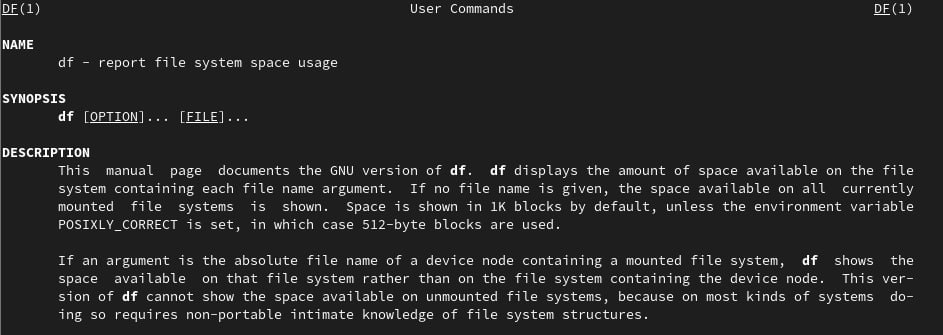 DF(1) User Commands DF(1)
NAME
df - report file system space usage
SYNOPSIS
df [OPTION]... [FILE]...
DESCRIPTION
This manual page documents the GNU version of df. df displays the amount of space available on the file
system containing each file name argument. If no file name is given, the space available on all currently
mounted file systems is shown. Space is shown in 1K blocks by default, unless the environment variable
POSIXLY_CORRECT is set, in which case 512-byte blocks are used.
If an argument is the absolute file name of a device node containing a mounted file system, df shows the
space available on that file system rather than on the file system containing the device node. This ver-
sion of df cannot show the space available on unmounted file systems, because on most kinds of systems do-
ing so requires non-portable intimate knowledge of file system structures.